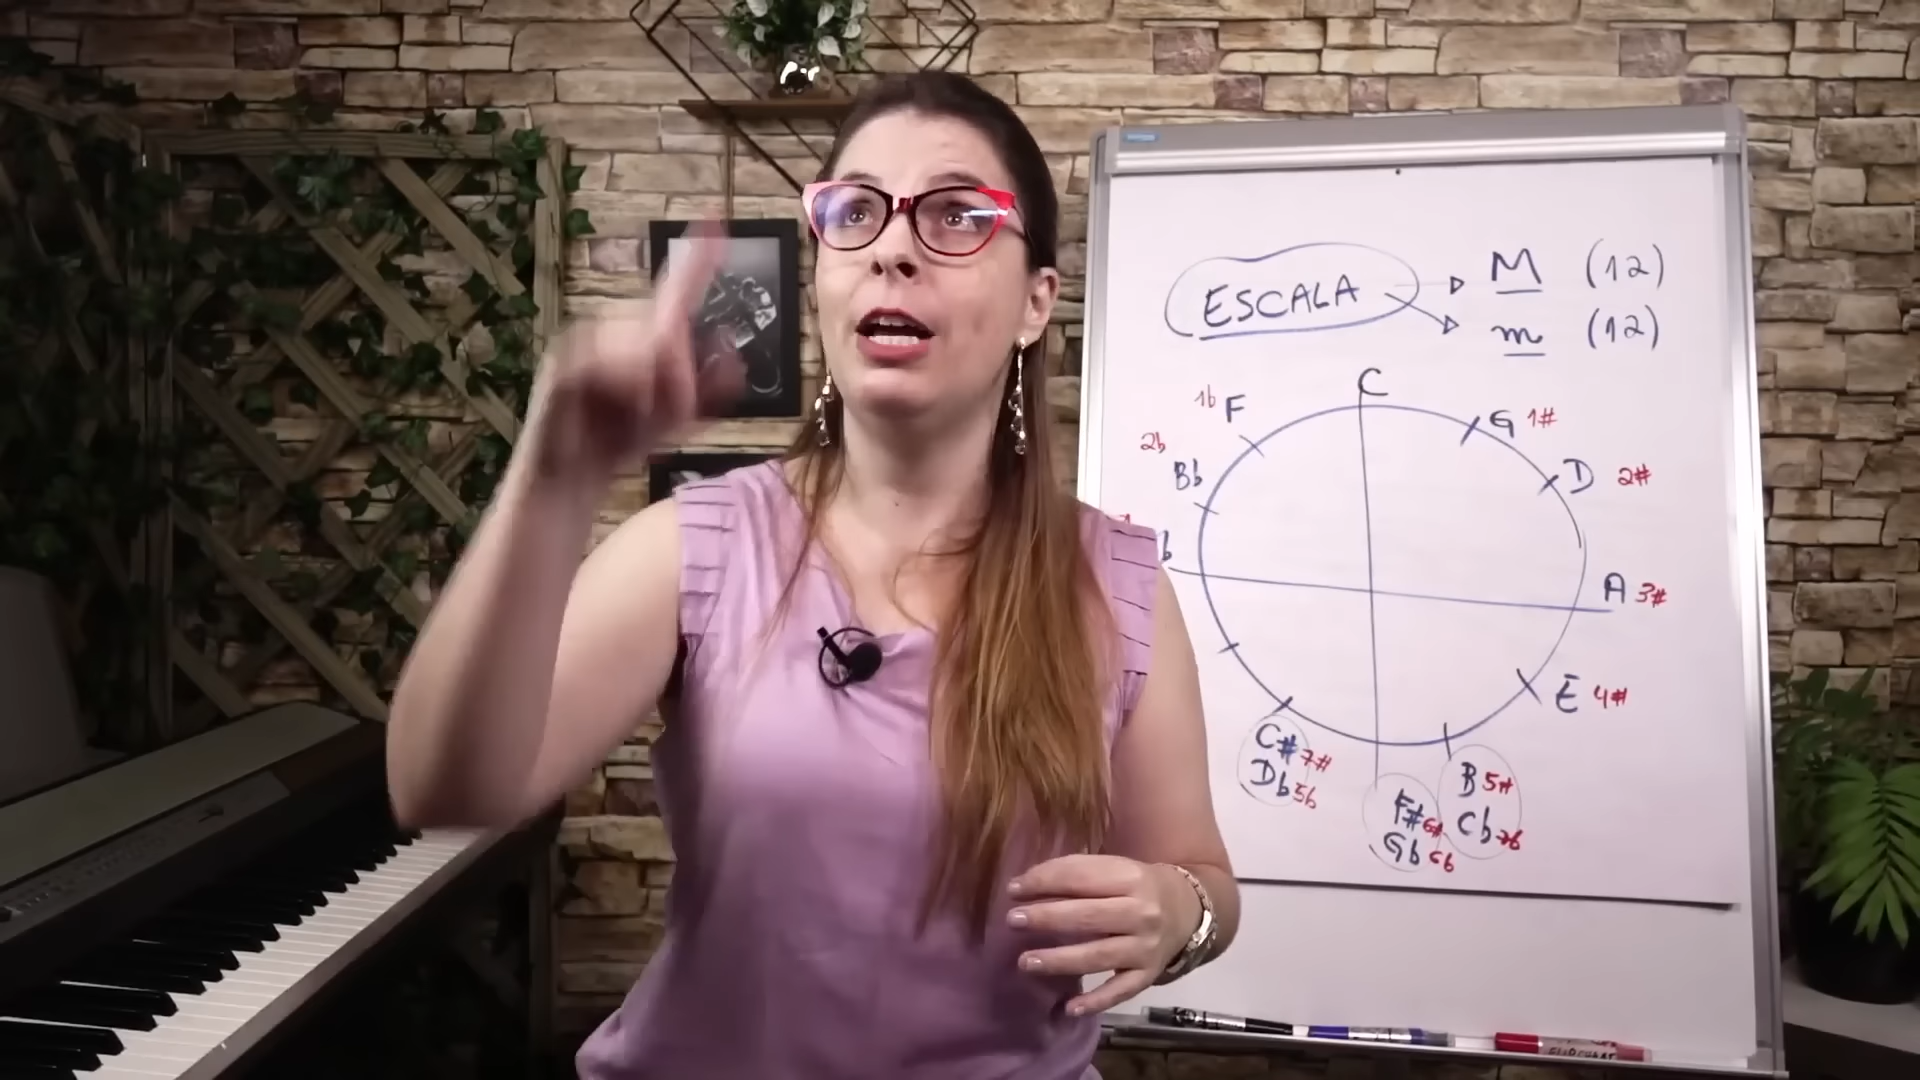 ESCALA M (12)
m (12)
C
1b F
G 1#
2b
Bb
D 2#
b
A 3#
E 4#
C# 7#
Db 5b
B 5#
Cb 7b
F# 6#
Gb 6b